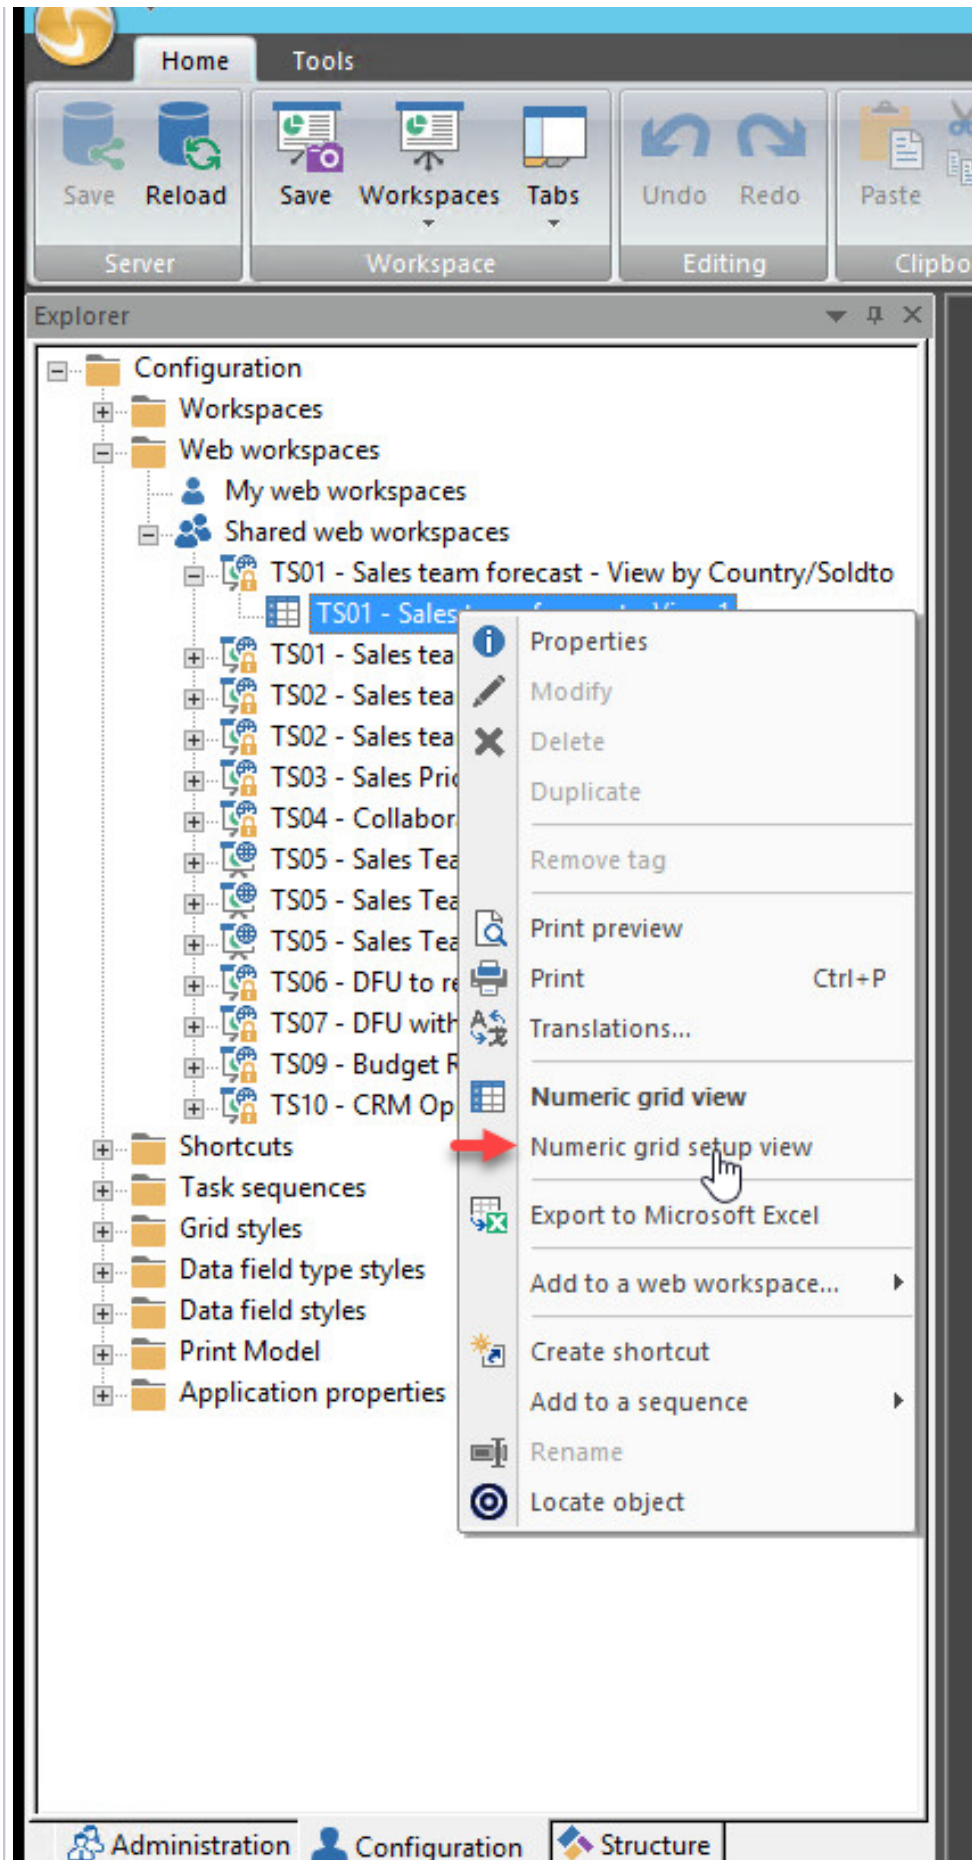 Home Tools
Save Reload Save Workspaces Tabs Undo Redo Paste
Server Workspace Editing Clipbo
Explorer
Configuration
Workspaces
Web workspaces
My web workspaces
Shared web workspaces
TS01 - Sales team forecast - View by Country/Soldto
TS01 - Sales
TS01 - Sales tea
TS02 - Sales tea
TS02 - Sales tea
TS03 - Sales Pric
TS04 - Collabor
TS05 - Sales Tea
TS05 - Sales Tea
TS05 - Sales Tea
TS06 - DFU to re
TS07 - DFU with
TS09 - Budget R
TS10 - CRM Op
Shortcuts
Task sequences
Grid styles
Data field type styles
Data field styles
Print Model
Application properties
Properties
Modify
Delete
Duplicate
Remove tag
Print preview
Print Ctrl+P
Translations...
Numeric grid view
Numeric grid setup view
Export to Microsoft Excel
Add to a web workspace...
Create shortcut
Add to a sequence
Rename
Locate object
Administration Configuration Structure